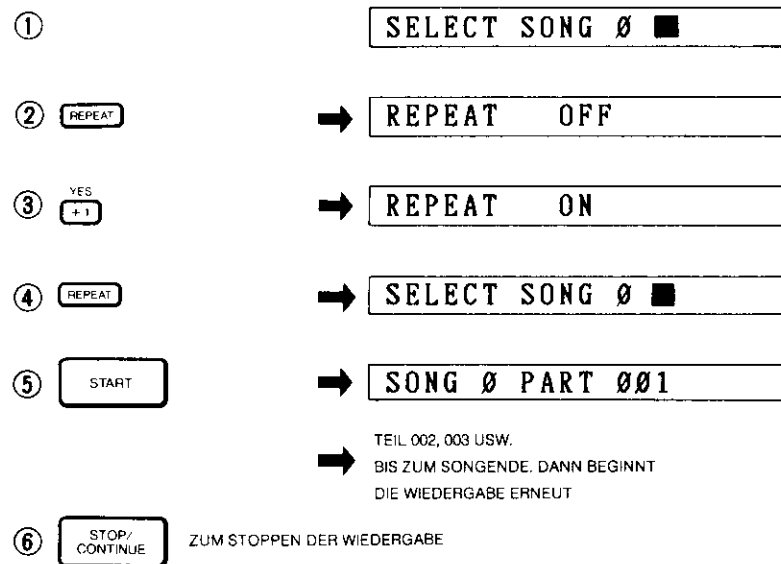 ① SELECT SONG Ø ■
② REPEAT ➡ REPEAT OFF
③ YES
+1 ➡ REPEAT ON
④ REPEAT ➡ SELECT SONG Ø ■
⑤ START ➡ SONG Ø PART ØØ1
➡ TEIL 002, 003 USW.
BIS ZUM SONGENDE. DANN BEGINNT
DIE WIEDERGABE ERNEUT
⑥ STOP/
CONTINUE ZUM STOPPEN DER WIEDERGABE